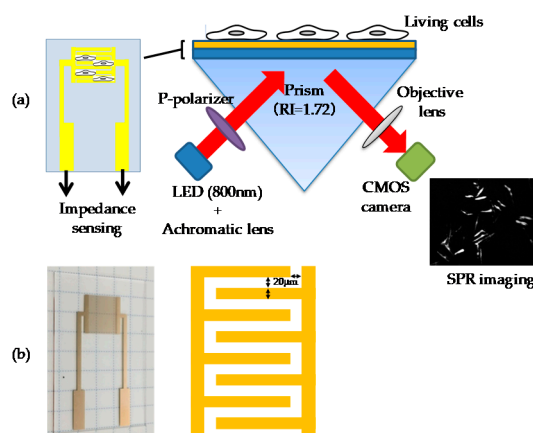 Living cells
(a)
P-polarizer
Prism
(RI=1.72)
Objective
lens
LED (800nm)
+
Achromatic lens
CMOS
camera
Impedance
sensing
SPR imaging
(b)
20μm